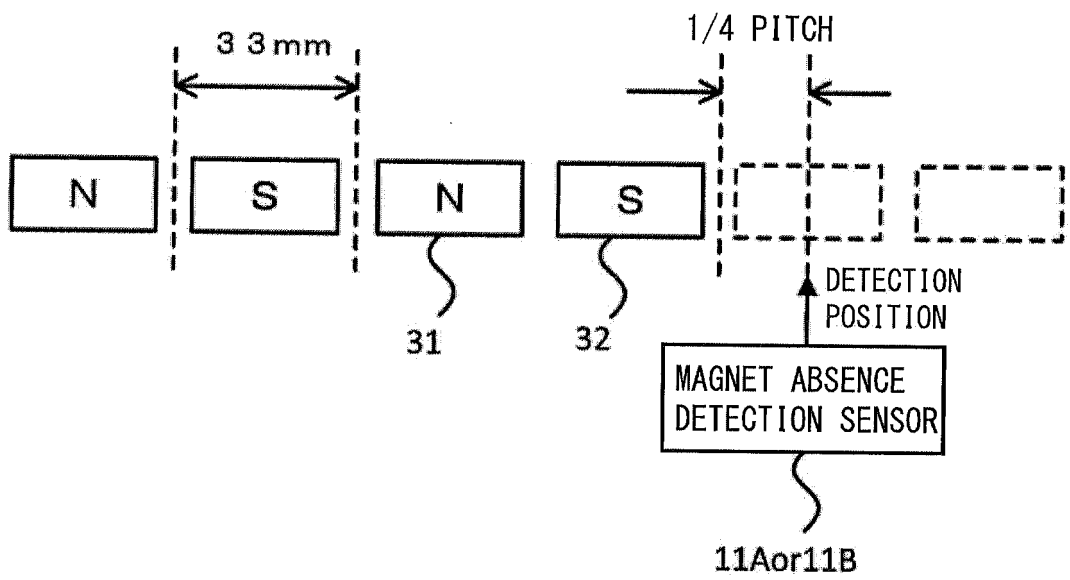 33mm
1/4 PITCH
N
S
N
S
31
32
DETECTION
POSITION
MAGNET ABSENCE
DETECTION SENSOR
11Aor11B